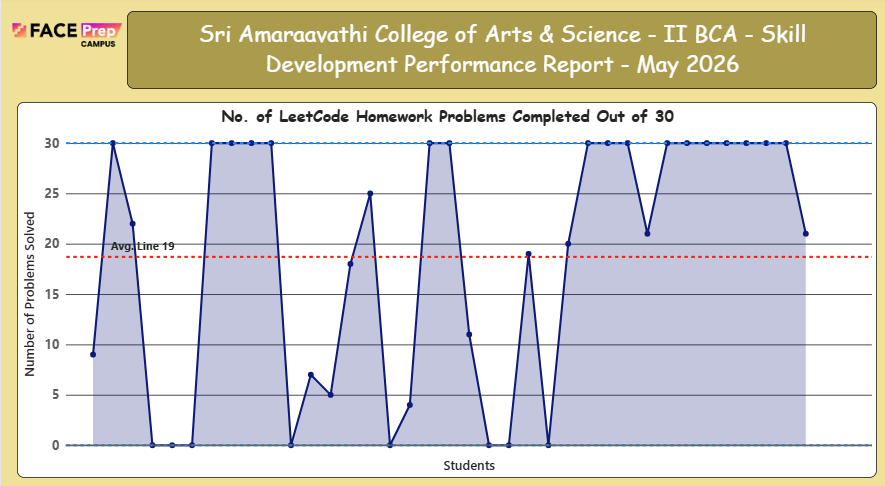 FACE Prep
CAMPUS
Sri Amaraavathi College of Arts & Science - II BCA - Skill
Development Performance Report - May 2026
No. of LeetCode Homework Problems Completed Out of 30
Number of Problems Solved
30
25
20
15
10
5
0
Avg. Line 19
Students